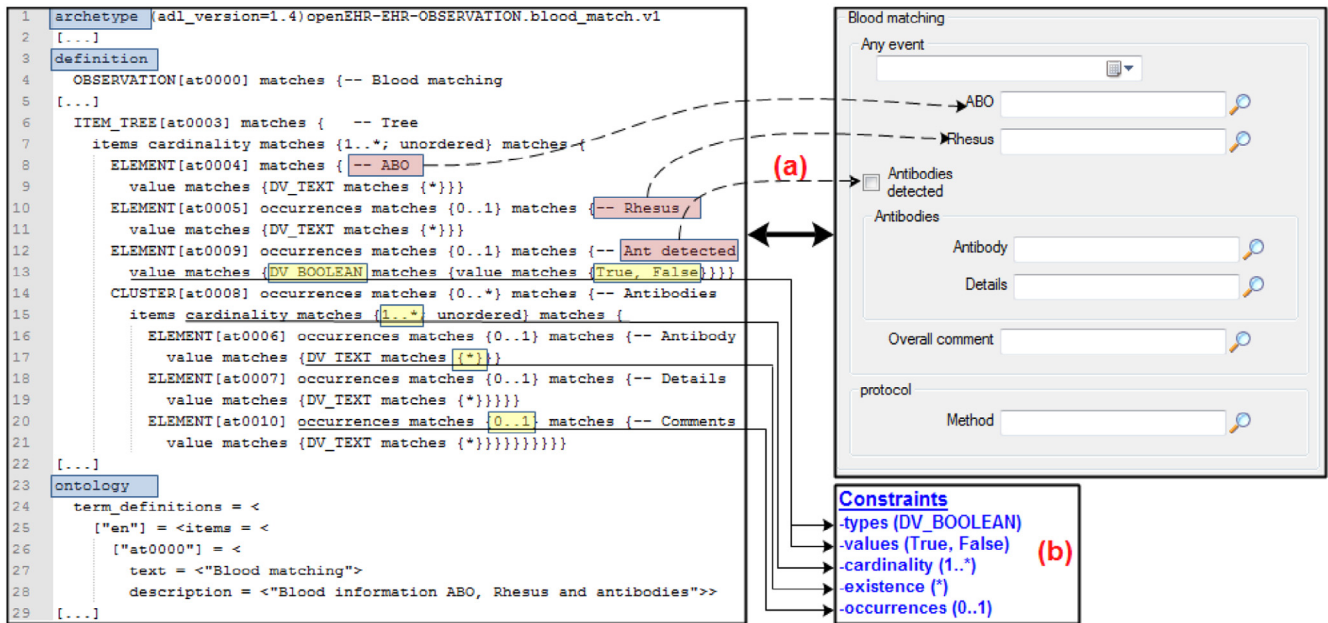 1 archetype (adl_version=1.4)openEHR-EHR-OBSERVATION.blood_match.v1
2 [...]
3 definition
4 OBSERVATION[at0000] matches {-- Blood matching
5 [...]
6 ITEM_TREE[at0003] matches { -- Tree
7 items cardinality matches {1..*; unordered} matches {
8 ELEMENT[at0004] matches { -- ABO
9 value matches {DV_TEXT matches {*}}}
10 ELEMENT[at0005] occurrences matches {0..1} matches {-- Rhesus
11 value matches {DV_TEXT matches {*}}}
12 ELEMENT[at0009] occurrences matches {0..1} matches {-- Ant detected
13 value matches {DV_BOOLEAN matches {value matches {True, False}}}}
14 CLUSTER[at0008] occurrences matches {0..*} matches {-- Antibodies
15 items cardinality matches {1..*; unordered} matches {
16 ELEMENT[at0006] occurrences matches {0..1} matches {-- Antibody
17 value matches {DV_TEXT matches {*}}}
18 ELEMENT[at0007] occurrences matches {0..1} matches {-- Details
19 value matches {DV_TEXT matches {*}}}}}
20 ELEMENT[at0010] occurrences matches {0..1} matches {-- Comments
21 value matches {DV_TEXT matches {*}}}}}}}}}}
22 [...]
23 ontology
24 term_definitions = <
25 ["en"] = <items = <
26 ["at0000"] = <
27 text = <"Blood matching">
28 description = <"Blood information ABO, Rhesus and antibodies">>
29 [...]
(a)
Blood matching
Any event
ABO
Rhesus
Antibodies
detected
Antibodies
Antibody
Details
Overall comment
protocol
Method
Constraints
-types (DV_BOOLEAN)
-values (True, False)
-cardinality (1..*)
-existence (*)
-occurrences (0..1)
(b)